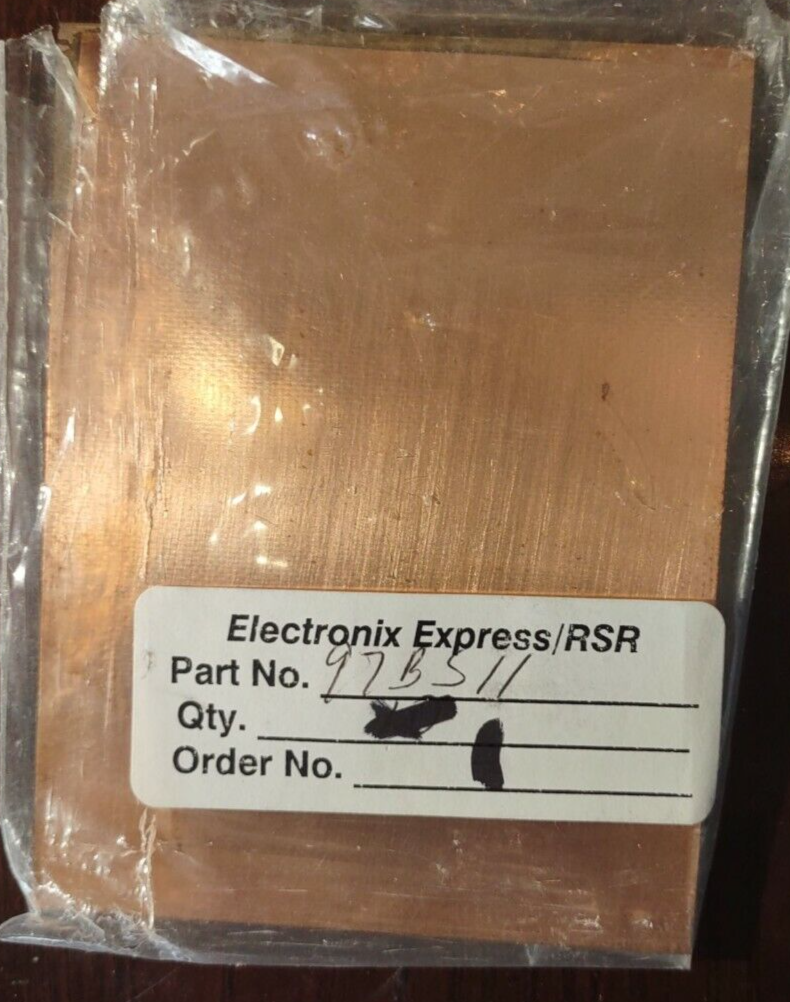 Electronix Express/RSR
Part No. 97BS11
Qty.
Order No.